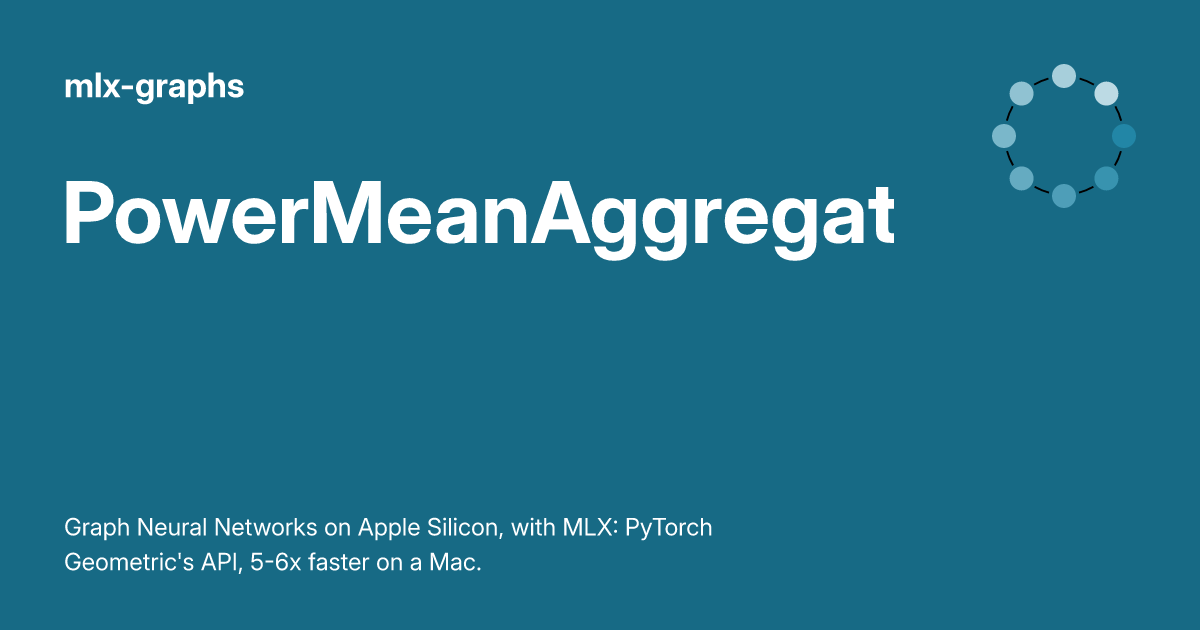 mlx-graphs
PowerMeanAggregat
Graph Neural Networks on Apple Silicon, with MLX: PyTorch
Geometric's API, 5-6x faster on a Mac.